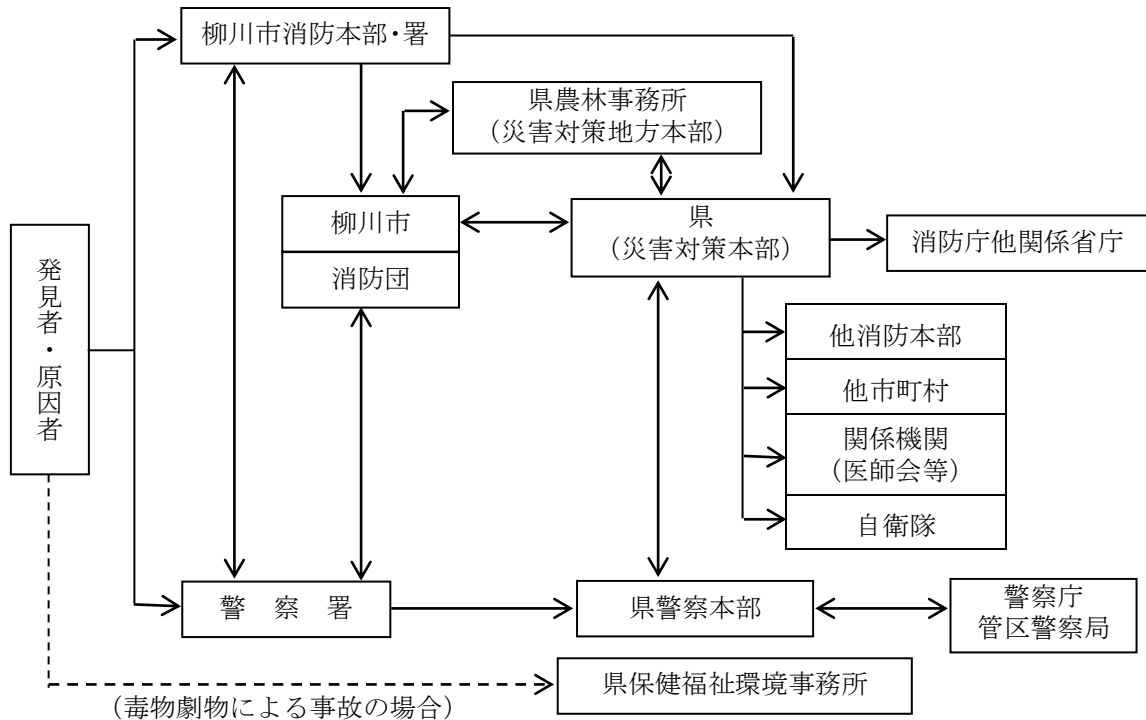 柳川市消防本部・署
県農林事務所
（災害対策地方本部）
柳川市
消防団
県
（災害対策本部）
消防庁他関係省庁
発見者・原因者
他消防本部
他市町村
関係機関
（医師会等）
自衛隊
警　察　署
県警察本部
警察庁
管区警察局
県保健福祉環境事務所
（毒物劇物による事故の場合）